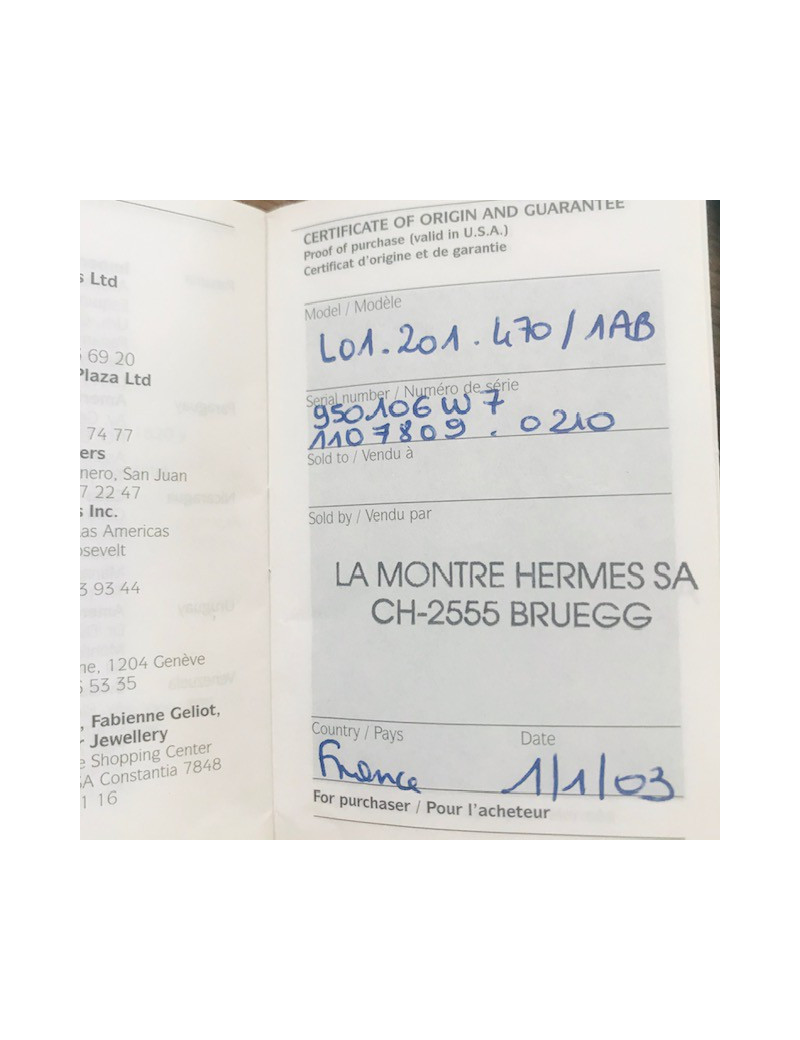 s Ltd
69 20
Plaza Ltd
74 77
ers
nero, San Juan
7 22 47
s Inc.
as Americas
sevelt
3 93 44
ne, 1204 Genève
5 53 35
, Fabienne Geliot,
r Jewellery
e Shopping Center
SA Constantia 7848
1 16
CERTIFICATE OF ORIGIN AND GUARANTEE
Proof of purchase (valid in U.S.A.)
Certificat d'origine et de garantie
Model / Modèle
L01.201.470/1AB
Serial number / Numéro de série
950106W7
1107809.0210
Sold to / Vendu à
Sold by / Vendu par
LA MONTRE HERMES SA
CH-2555 BRUEGG
Country / Pays Date
France 1/1/03
For purchaser / Pour l'acheteur